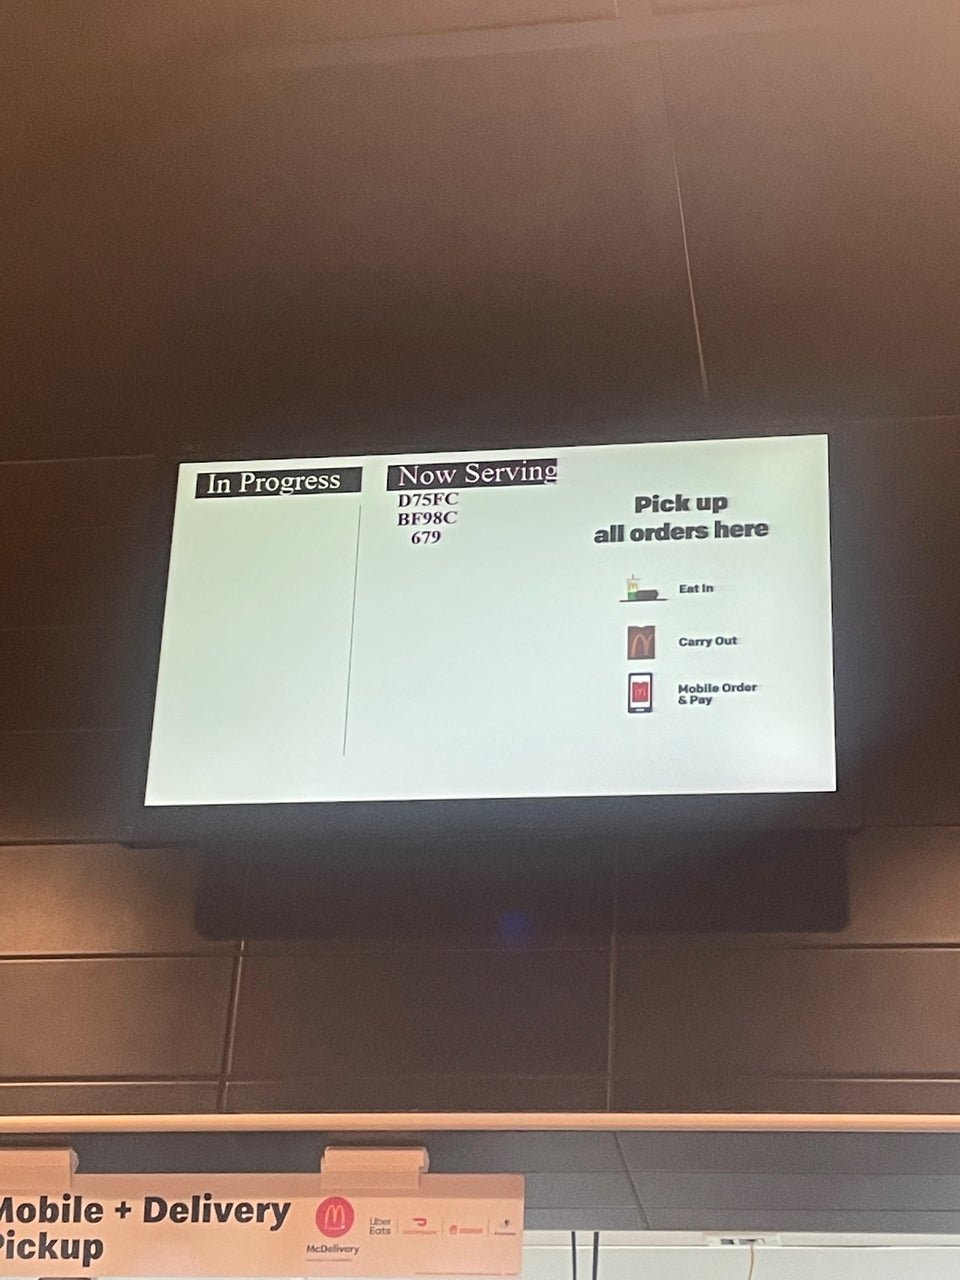 In Progress
Now Serving
D75FC
BF98C
679
Pick up
all orders here
Eat In
Carry Out
Mobile Order
& Pay
Mobile + Delivery
Pickup
McDelivery
Uber
Eats